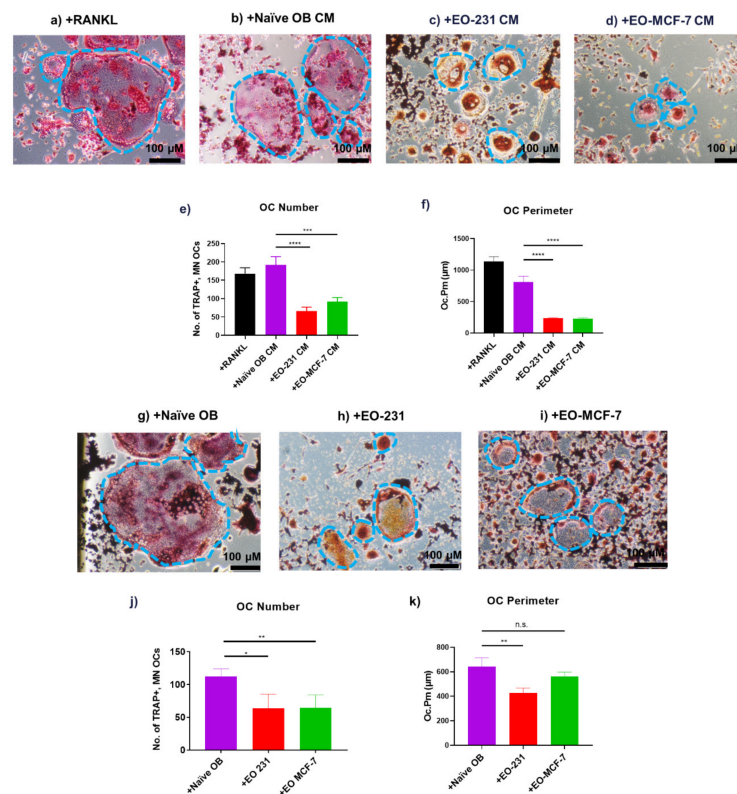 a) +RANKL
b) +Naïve OB CM
c) +EO-231 CM
d) +EO-MCF-7 CM
100 µM
100 µM
100 µM
100 µM
e)
OC Number
***
****
No. of TRAP+, MN OCs
250
200
150
100
50
0
+RANKL
+Naïve OB CM
+EO-231 CM
+EO-MCF-7 CM
f)
OC Perimeter
****
****
Oc.Pm (µm)
1500
1000
500
0
+RANKL
+Naïve OB CM
+EO-231 CM
+EO-MCF-7 CM
g) +Naïve OB
h) +EO-231
i) +EO-MCF-7
100 µM
100 µM
100 µM
j)
OC Number
**
*
No. of TRAP+, MN OCs
150
100
50
0
+Naïve OB
+EO 231
+EO MCF-7
k)
OC Perimeter
n.s.
**
Oc.Pm (µm)
800
600
400
200
0
+Naïve OB
+EO-231
+EO-MCF-7